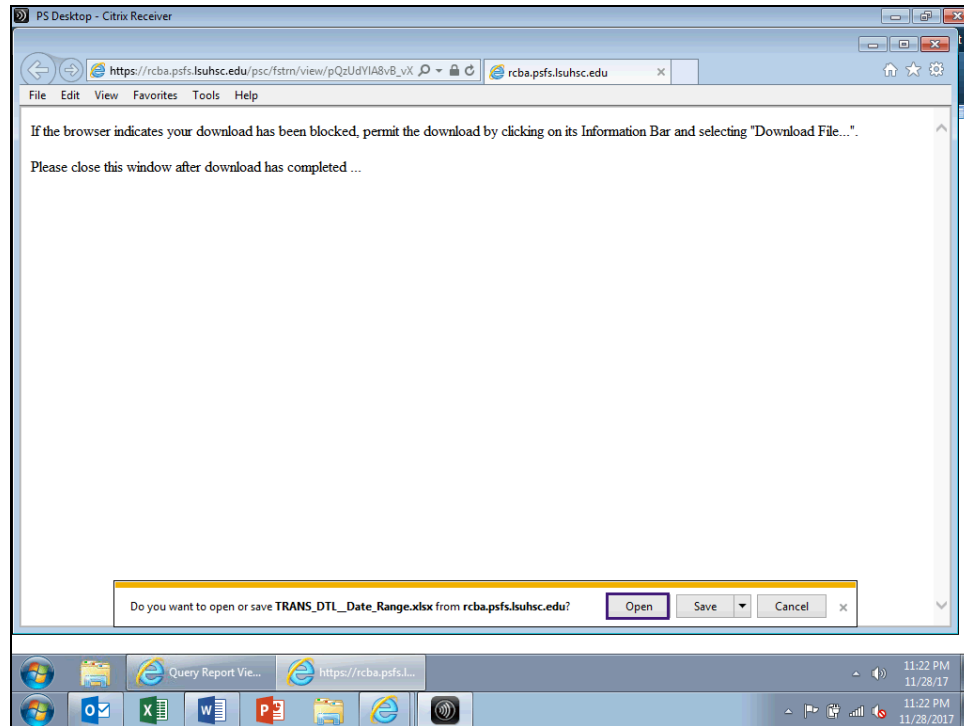 PS Desktop - Citrix Receiver
https://rcba.psfs.lsuhsc.edu/psc/fstrn/view/pQzUdYIA8vB_vX
rcba.psfs.lsuhsc.edu
File Edit View Favorites Tools Help
If the browser indicates your download has been blocked, permit the download by clicking on its Information Bar and selecting "Download File...".
Please close this window after download has completed ...
Do you want to open or save TRANS_DTL__Date_Range.xlsx from rcba.psfs.lsuhsc.edu? Open Save Cancel
Query Report Vie... https://rcba.psfs.l... 11:22 PM
11/28/17
11:22 PM
11/28/2017